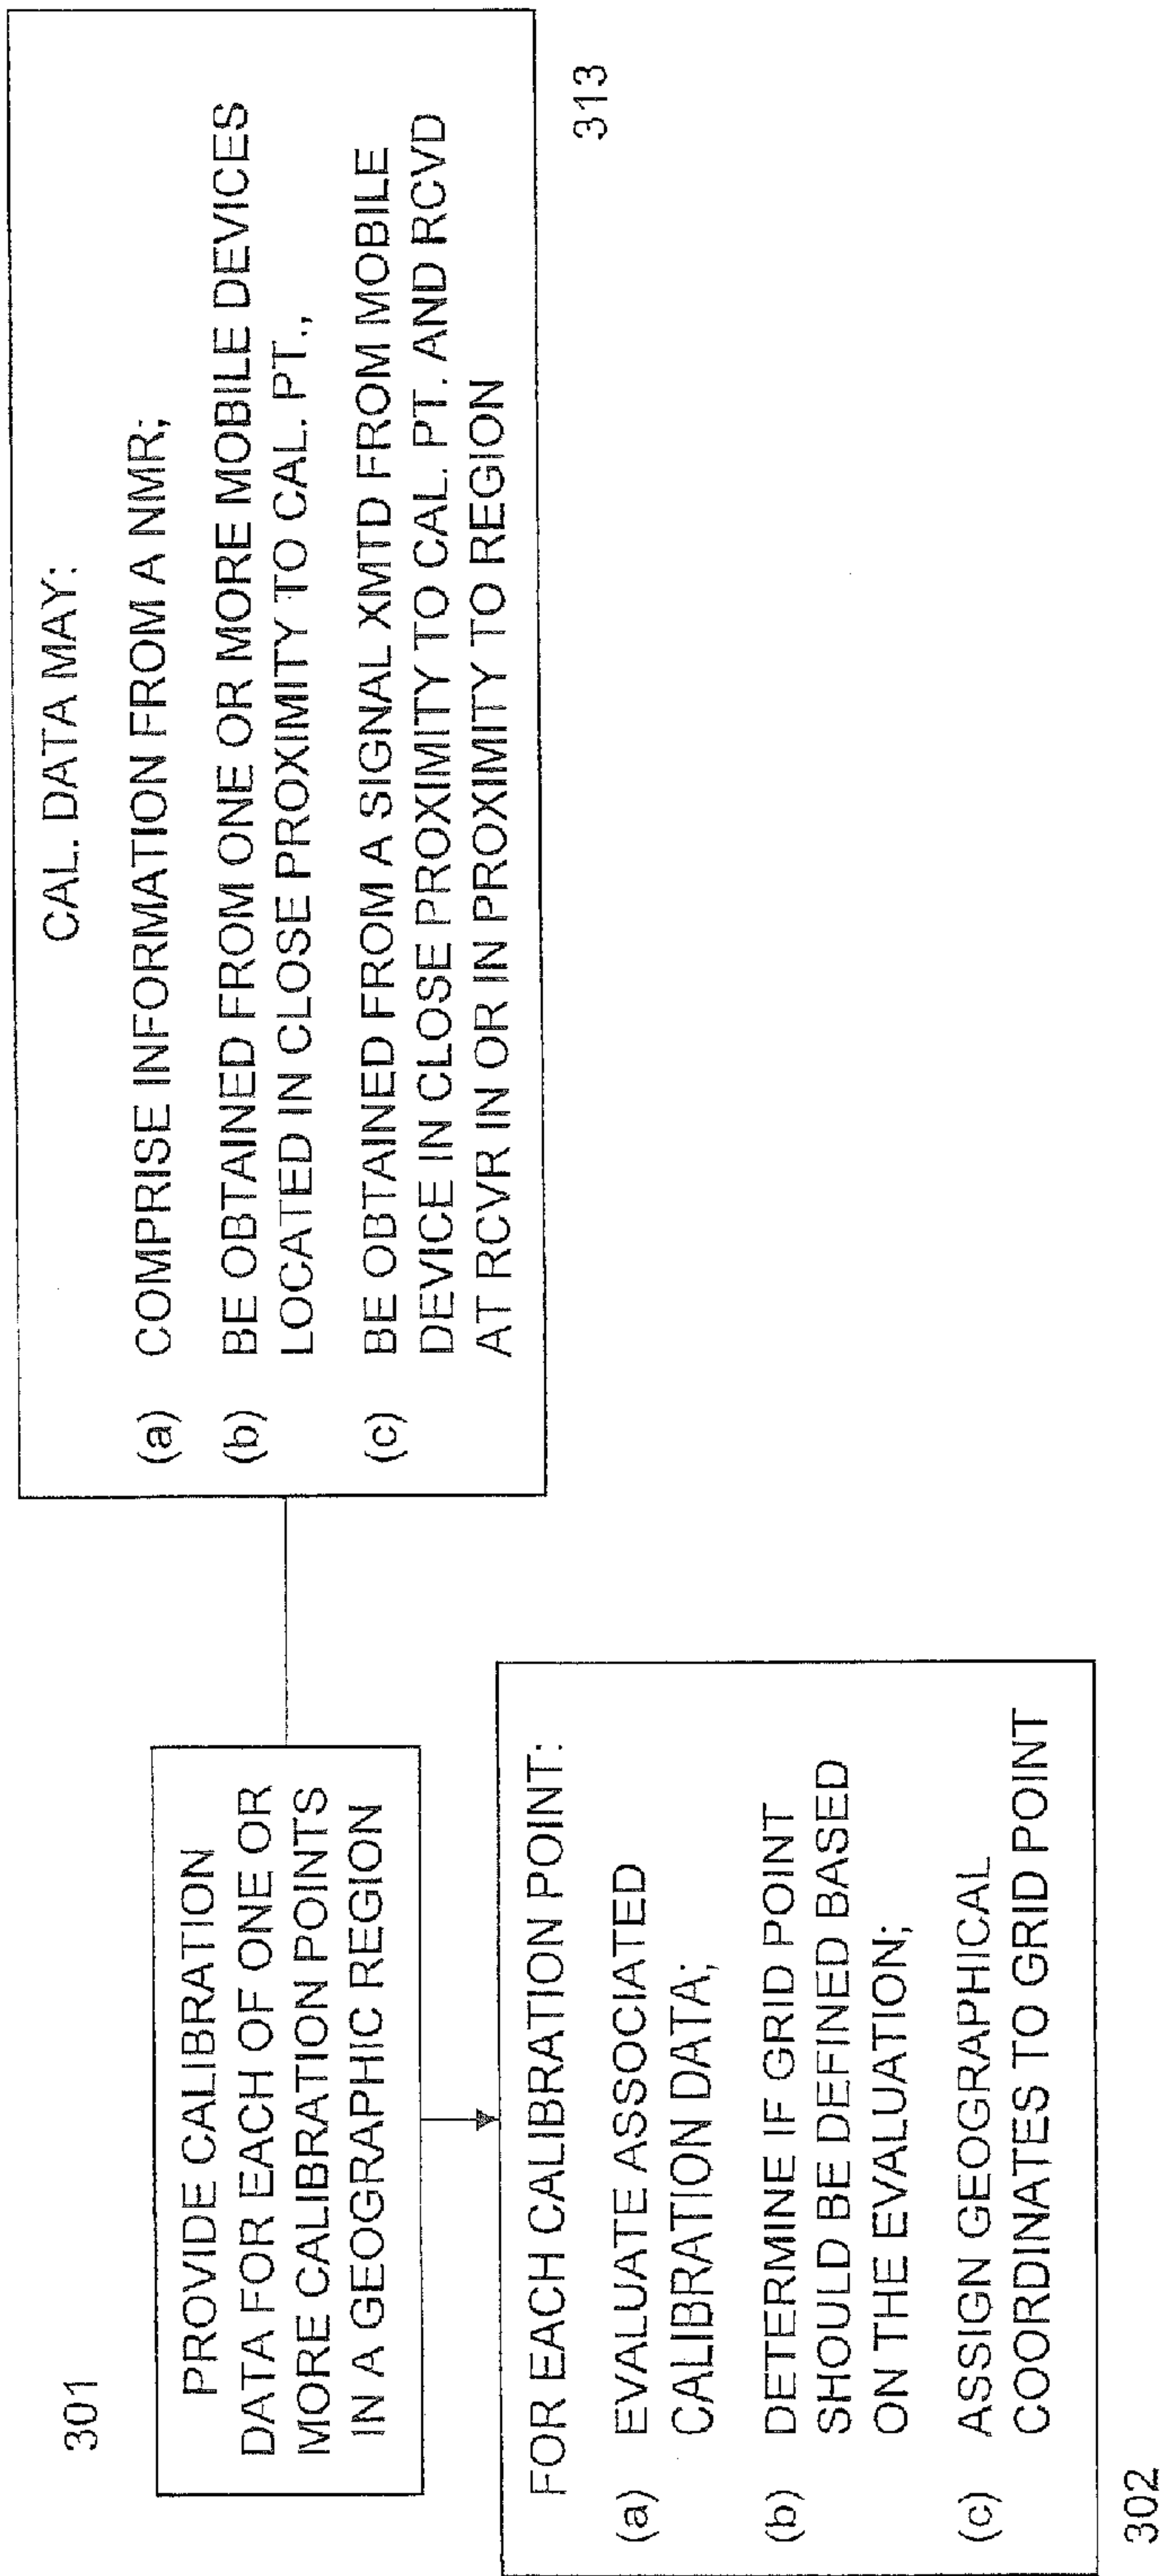 301
PROVIDE CALIBRATION
DATA FOR EACH OF ONE OR
MORE CALIBRATION POINTS
IN A GEOGRAPHIC REGION
FOR EACH CALIBRATION POINT:
(a) EVALUATE ASSOCIATED
CALIBRATION DATA;
(b) DETERMINE IF GRID POINT
SHOULD BE DEFINED BASED
ON THE EVALUATION;
(c) ASSIGN GEOGRAPHICAL
COORDINATES TO GRID POINT
302
CAL. DATA MAY:
(a) COMPRISE INFORMATION FROM A NMR;
(b) BE OBTAINED FROM ONE OR MORE MOBILE DEVICES
LOCATED IN CLOSE PROXIMITY TO CAL. PT.,
(c) BE OBTAINED FROM A SIGNAL XMTD FROM MOBILE
DEVICE IN CLOSE PROXIMITY TO CAL. PT. AND RCVD
AT RCVR IN OR IN PROXIMITY TO REGION
313